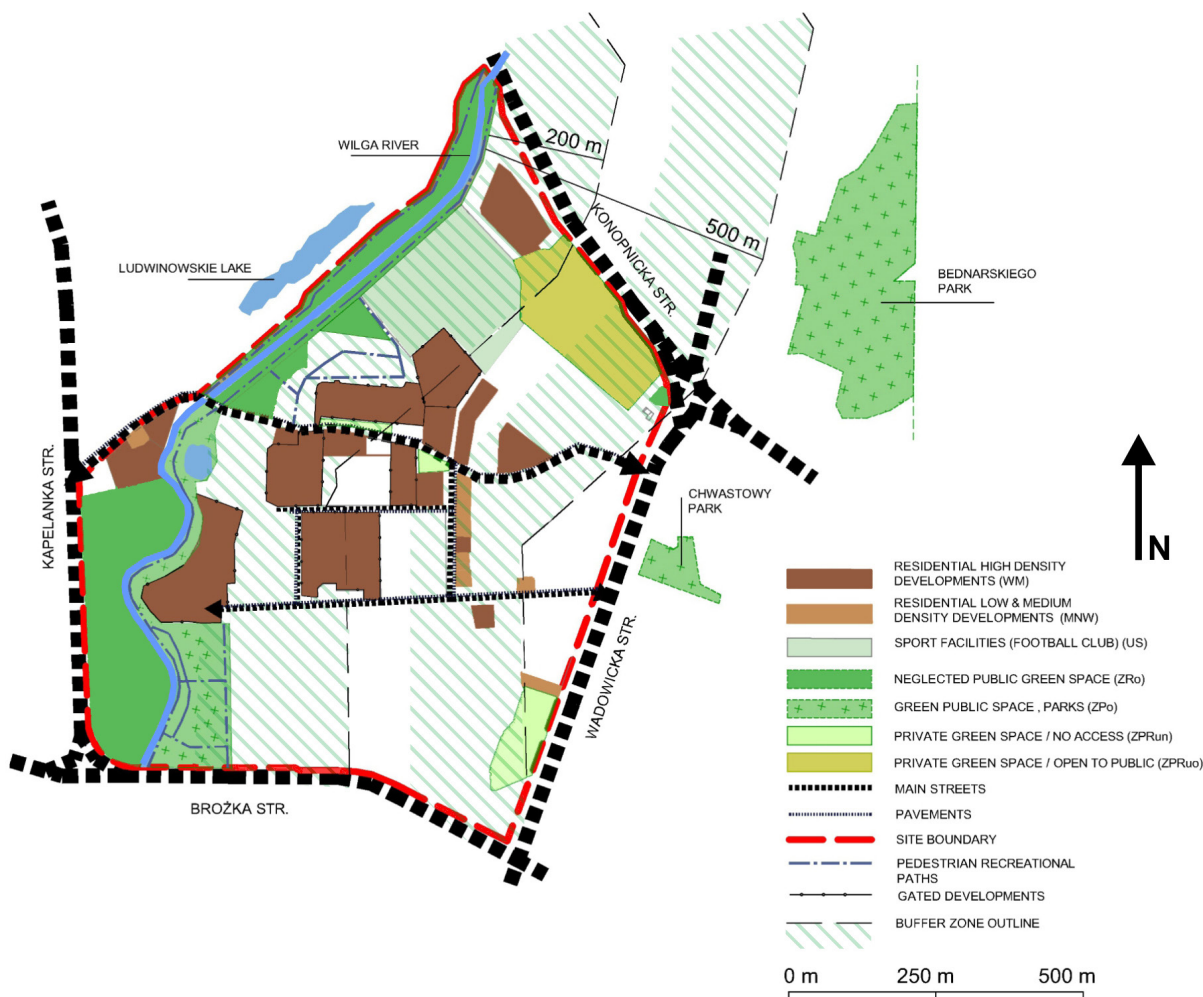 WILGA RIVER
200 m
KONOPNICKA STR.
500 m
LUDWINOWSKIE LAKE
BEDNARSKIEGO
PARK
KAPELANKA STR.
CHWASTOWY
PARK
N
WADOWICKA STR.
BROŻKA STR.
RESIDENTIAL HIGH DENSITY
DEVELOPMENTS (WM)
RESIDENTIAL LOW & MEDIUM
DENSITY DEVELOPMENTS (MNW)
SPORT FACILITIES (FOOTBALL CLUB) (US)
NEGLECTED PUBLIC GREEN SPACE (ZRo)
GREEN PUBLIC SPACE , PARKS (ZPo)
PRIVATE GREEN SPACE / NO ACCESS (ZPRun)
PRIVATE GREEN SPACE / OPEN TO PUBLIC (ZPRuo)
MAIN STREETS
PAVEMENTS
SITE BOUNDARY
PEDESTRIAN RECREATIONAL
PATHS
GATED DEVELOPMENTS
BUFFER ZONE OUTLINE
0 m 250 m 500 m